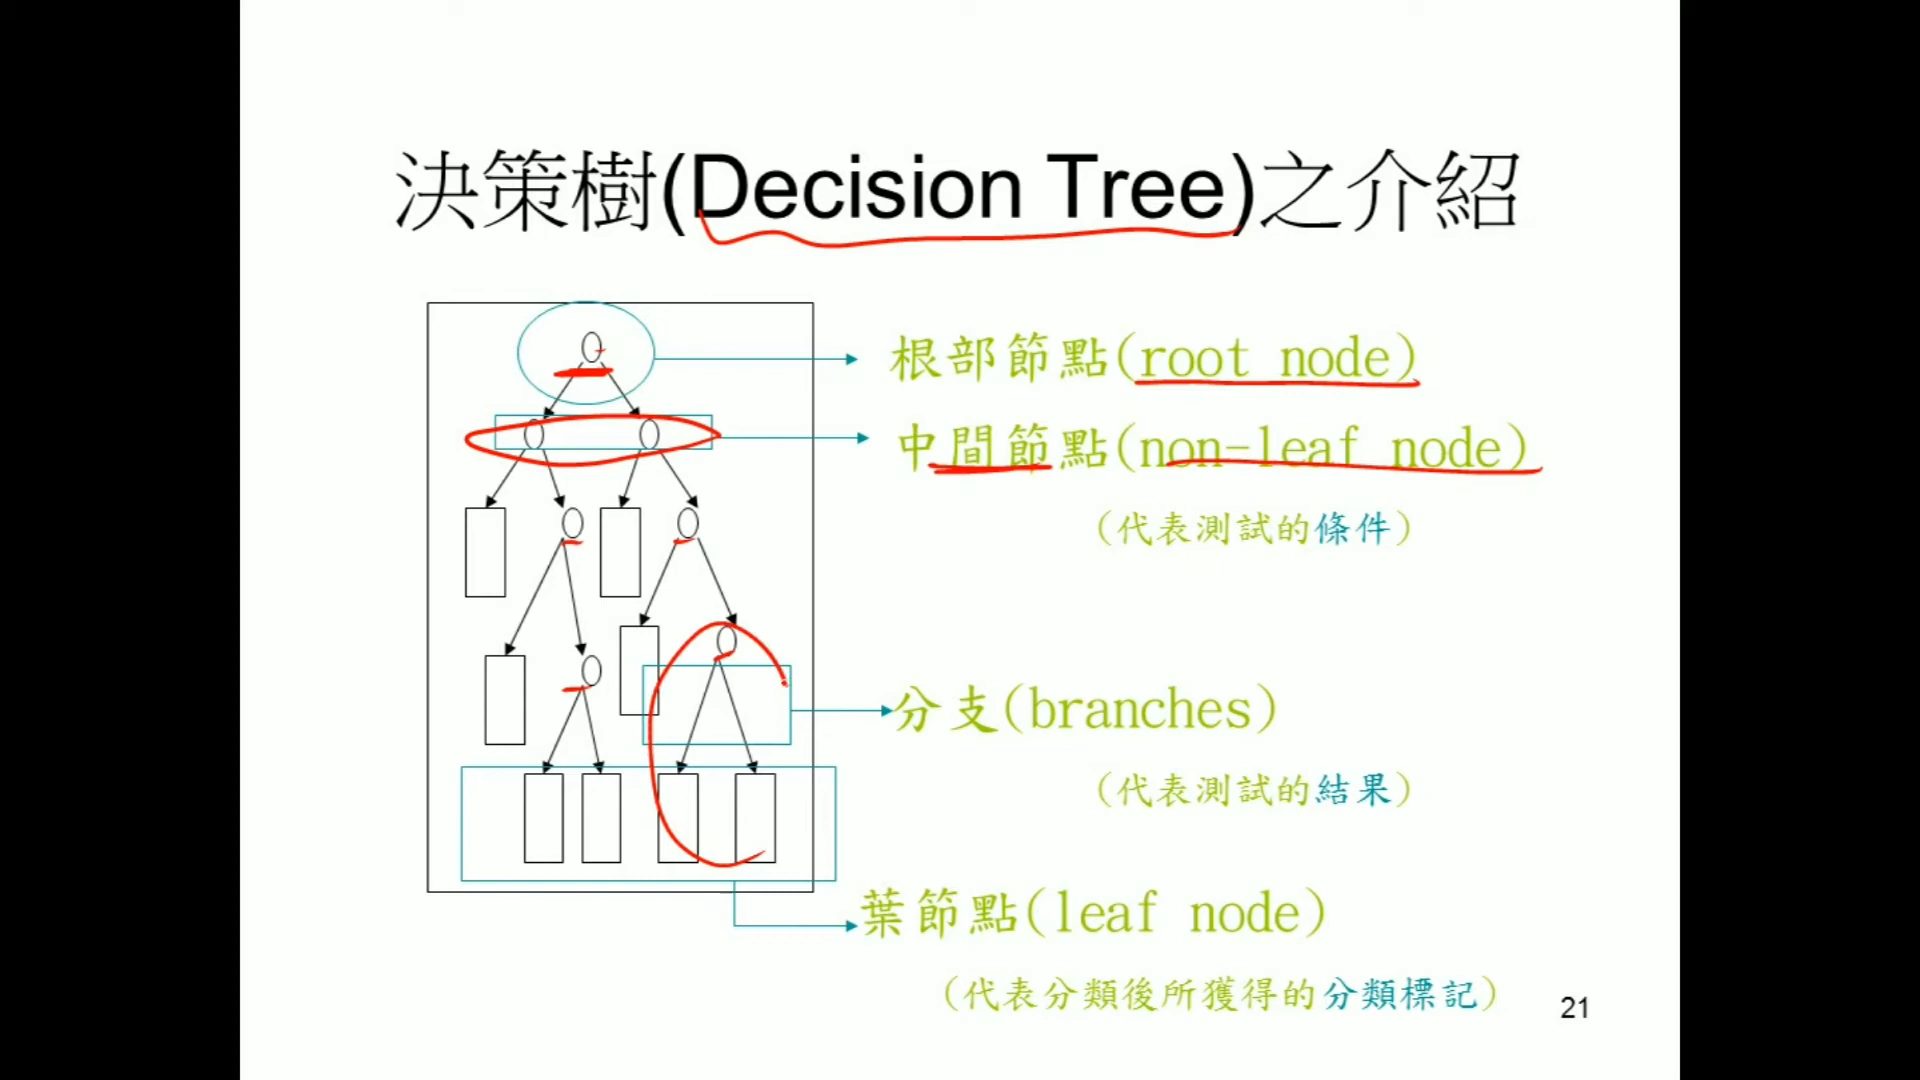 決策樹(Decision Tree)之介紹
根部節點(root node)
中間節點(non-leaf node)
(代表測試的條件)
分支(branches)
(代表測試的結果)
葉節點(leaf node)
(代表分類後所獲得的分類標記)
21